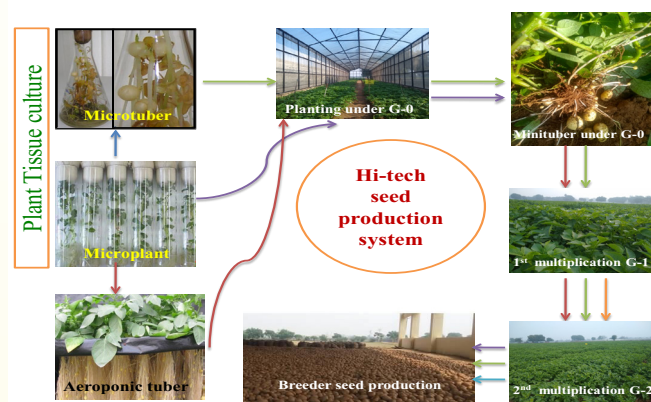 Plant Tissue culture
Microtuber
Planting under G-0
Minituber under G-0
Microplant
Hi-tech
seed
production
system
1st multiplication G-1
Aeroponic tuber
Breeder seed production
2nd multiplication G-2